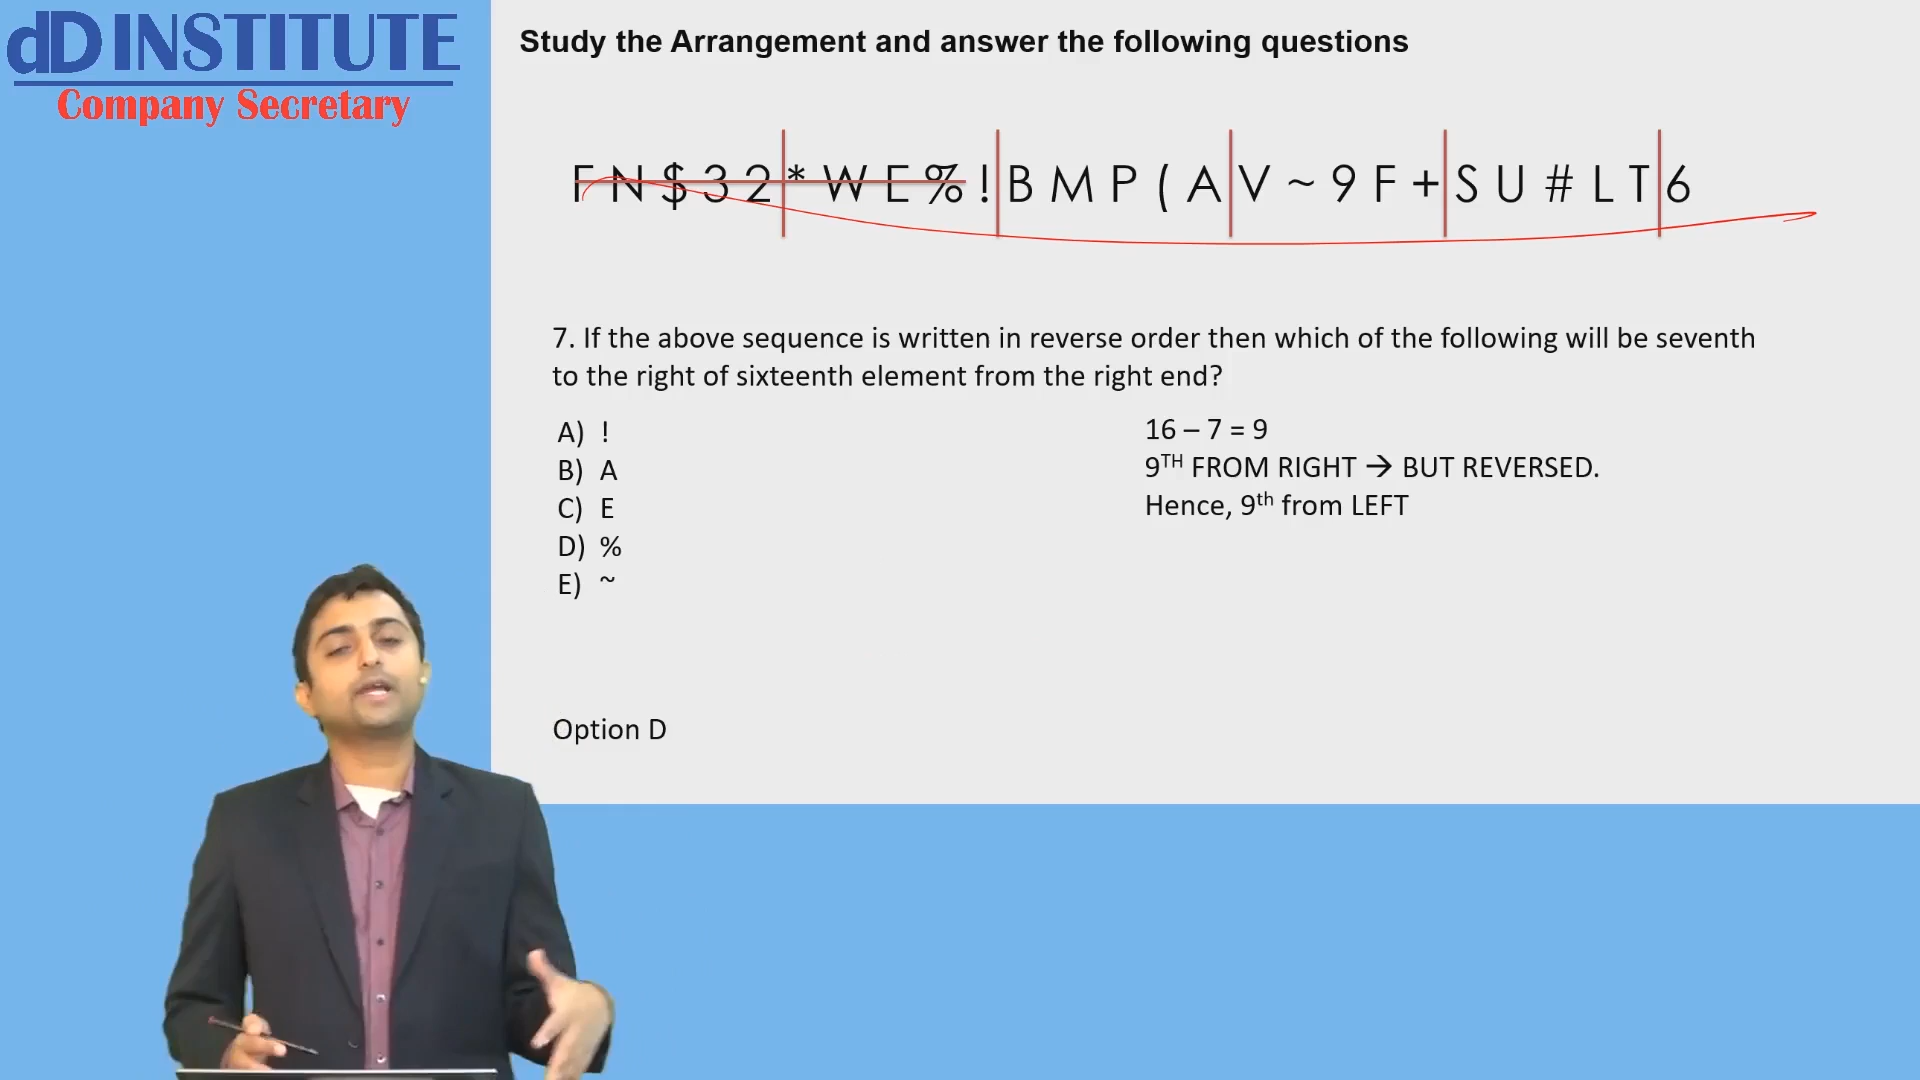 dD INSTITUTE
Company Secretary
Study the Arrangement and answer the following questions
F N $ 3 2 * W E % ! B M P ( A V ~ 9 F + S U # L T 6
7. If the above sequence is written in reverse order then which of the following will be seventh
to the right of sixteenth element from the right end?
A) !
B) A
C) E
D) %
E) ~
16 – 7 = 9
9TH FROM RIGHT → BUT REVERSED.
Hence, 9th from LEFT
Option D